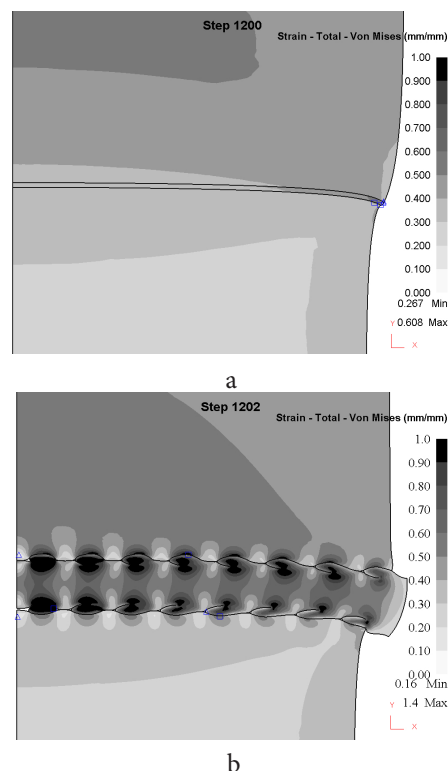 Step 1200
Strain - Total - Von Mises (mm/mm)
1.00
0.900
0.800
0.700
0.600
0.500
0.400
0.300
0.200
0.100
0.000
0.267 Min
Y 0.608 Max
X
a
Step 1202
Strain - Total - Von Mises (mm/mm)
1.0
0.90
0.80
0.70
0.60
0.50
0.40
0.30
0.20
0.10
0.00
0.16 Min
Y 1.4 Max
X
b